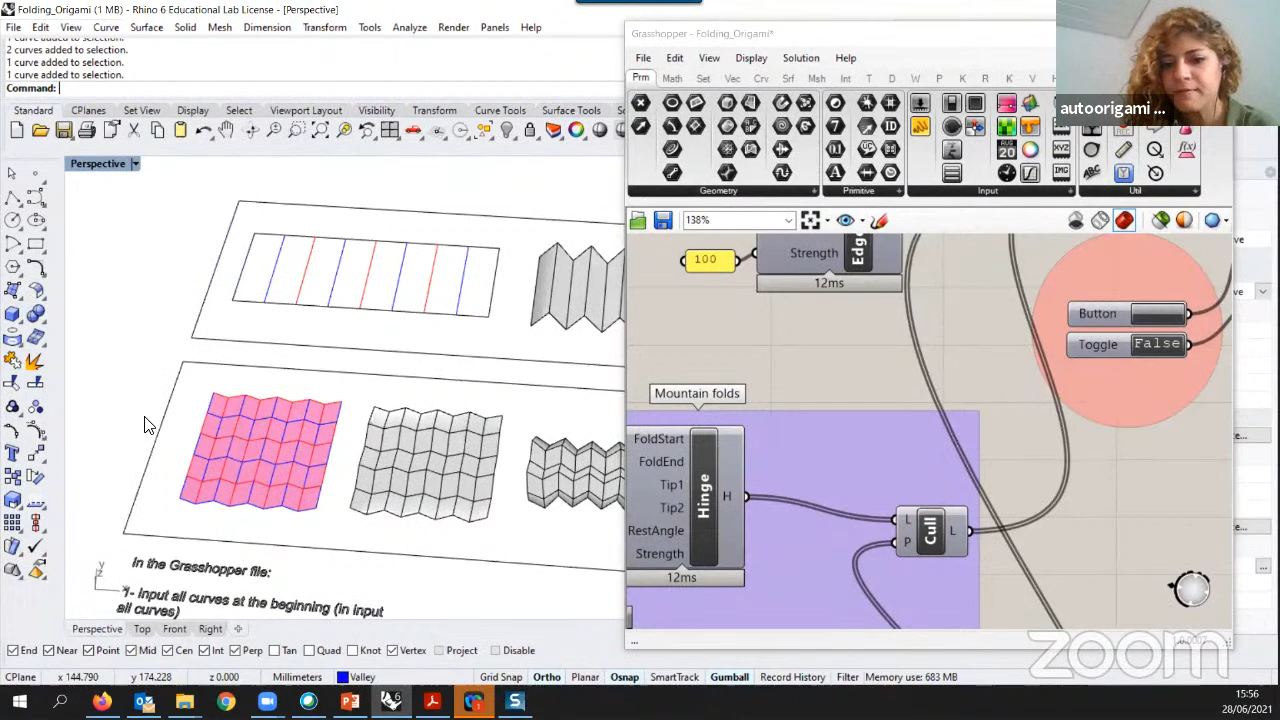 Folding_Origami (1 MB) - Rhino 6 Educational Lab License - [Perspective]
File Edit View Curve Surface Solid Mesh Dimension Transform Tools Analyze Render Panels Help
2 curves added to selection.
1 curve added to selection.
1 curve added to selection.
Command:
Standard CPlanes Set View Display Select Viewport Layout Visibility Transform Curve Tools Surface Tools
Perspective
In the Grasshopper file:
*1- Input all curves at the beginning (in input
all curves)
Perspective Top Front Right
End Near Point Mid Cen Int Perp Tan Quad Knot Vertex Project Disable
CPlane x 144.790 y 174.228 z 0.000 Millimeters Valley Grid Snap Ortho Planar Osnap SmartTrack Gumball Record History Filter Memory use: 683 MB
Grasshopper - Folding_Origami*
File Edit View Display Solution Help
Prm Math Set Vec Crv Srf Msh Int T D W P K R K V
Geometry Primitive Input Util
138%
100
Strength
Edg
12ms
Button
Toggle False
Mountain folds
FoldStart
FoldEnd
Tip1
Tip2
RestAngle
Strength
Hinge
H
12ms
L
P
Cull
L
autoorigami ...
zoom
15:56
28/06/2021